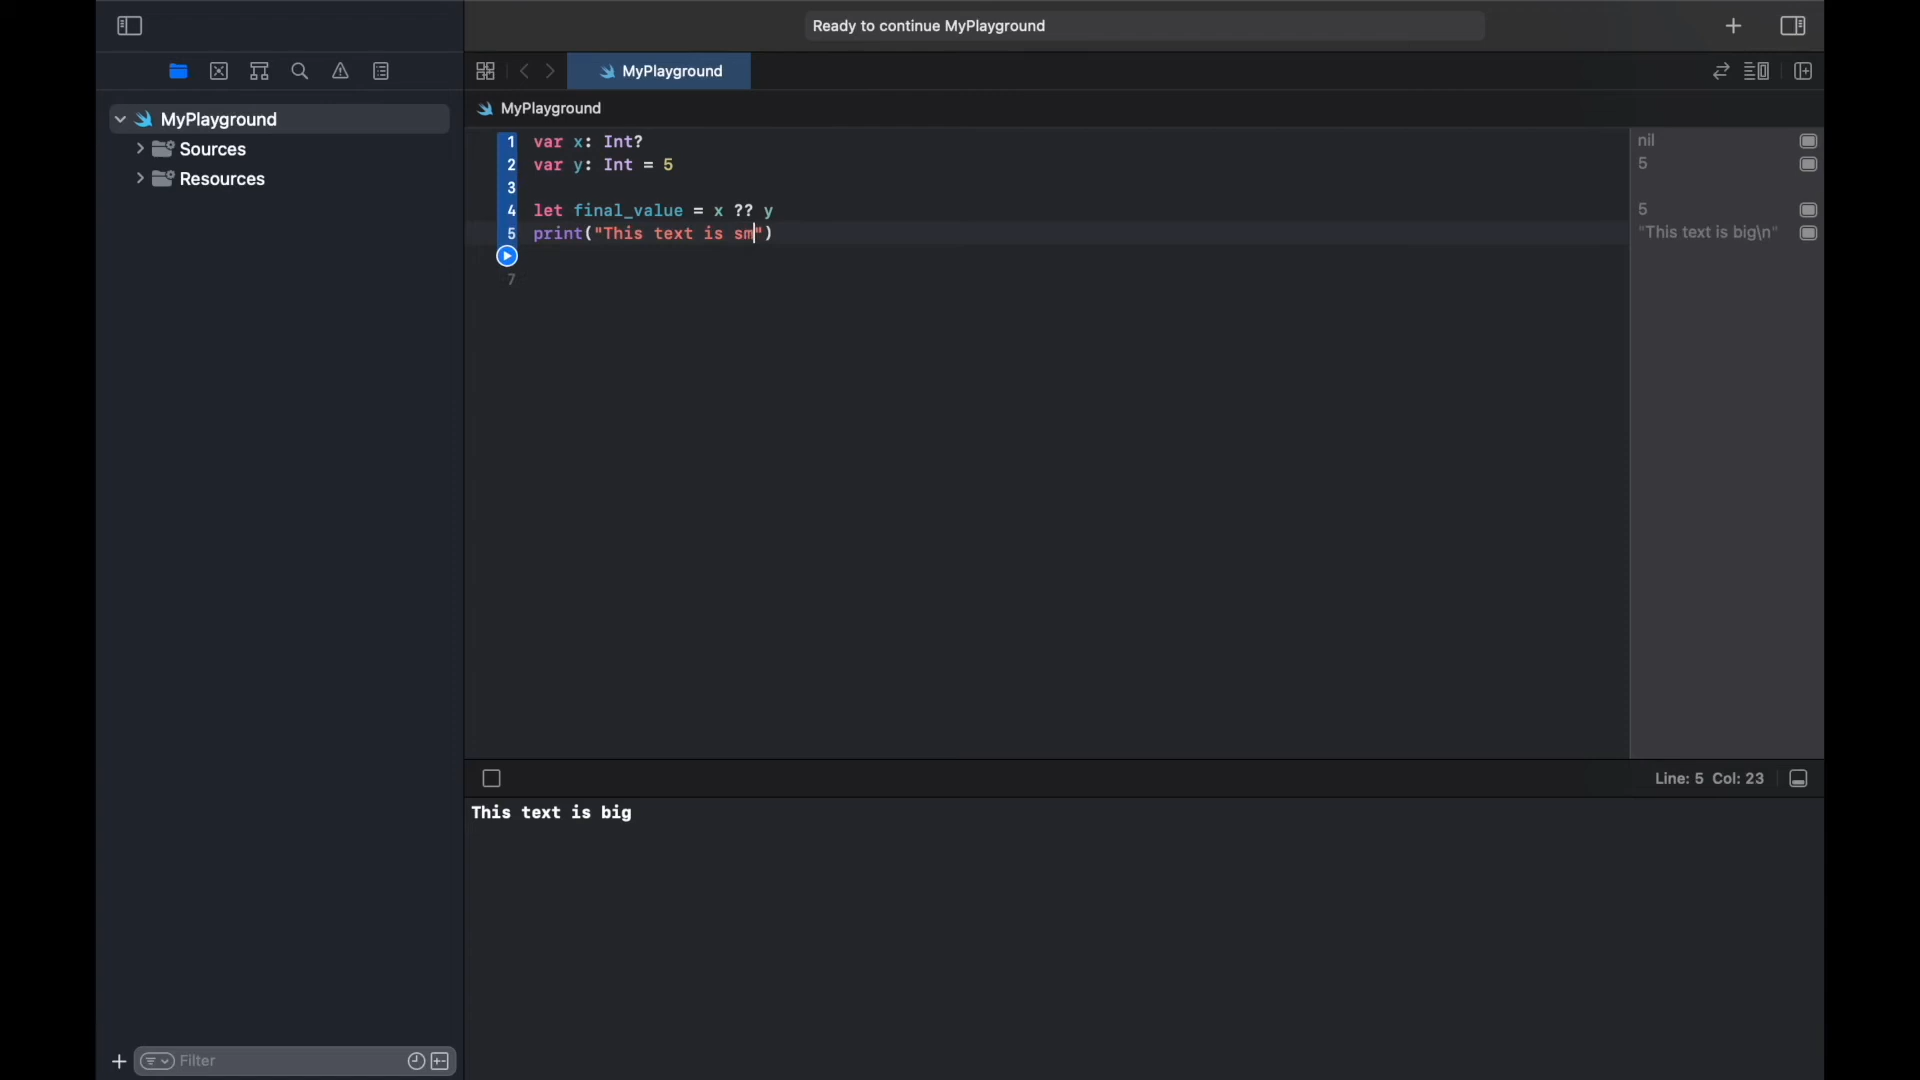 Ready to continue MyPlayground
MyPlayground
MyPlayground
MyPlayground
Sources
Resources
1 var x: Int?
2 var y: Int = 5
3
4 let final_value = x ?? y
5 print("This text is sm")
7
nil
5
5
"This text is big\n"
Line: 5 Col: 23
This text is big
Filter